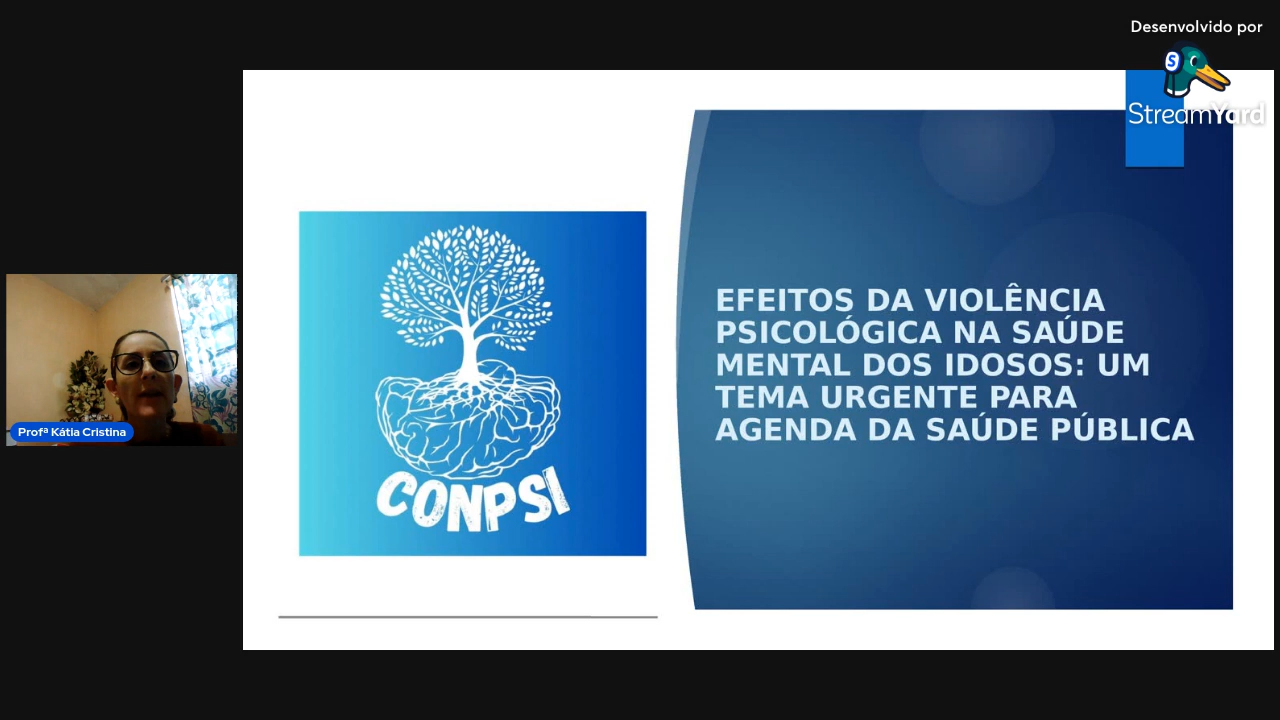 Desenvolvido por
StreamYard
EFEITOS DA VIOLÊNCIA
PSICOLÓGICA NA SAÚDE
MENTAL DOS IDOSOS: UM
TEMA URGENTE PARA
AGENDA DA SAÚDE PÚBLICA
CONPSI
Profª Kátia Cristina